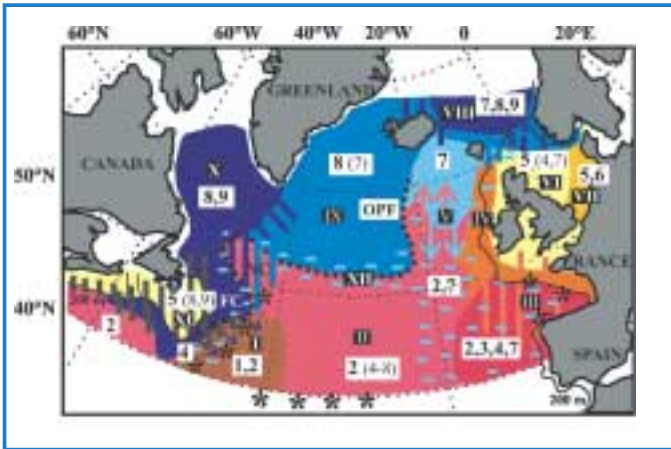 60°N 60°W 40°W 20°W 0 20°E
GREENLAND
VIII 7,8,9
CANADA
X 8 (7) 7 5 (4,7) 5,6
VI
VII
50°N
8,9
IX OPF V
FRANCE
XII
2,7
III
5 (8,9) FC
XI
40°N
2
I II
4
1,2 2 (4-8) 2,3,4,7
SPAIN
* * * *
200 m